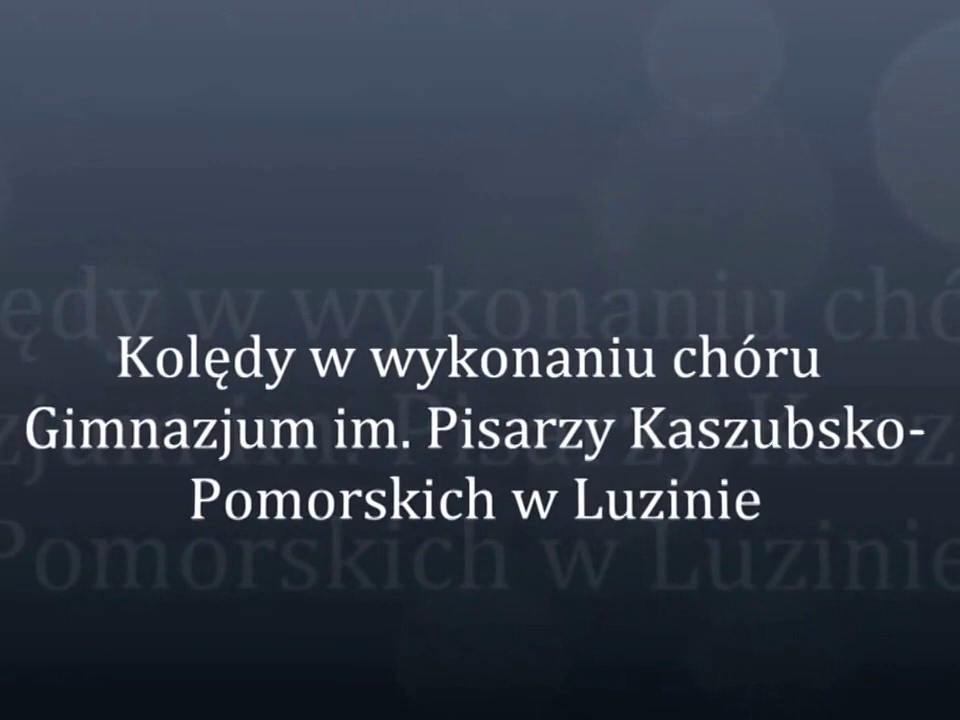 Kolędy w wykonaniu chóru
Gimnazjum im. Pisarzy Kaszubsko-
Pomorskich w Luzinie